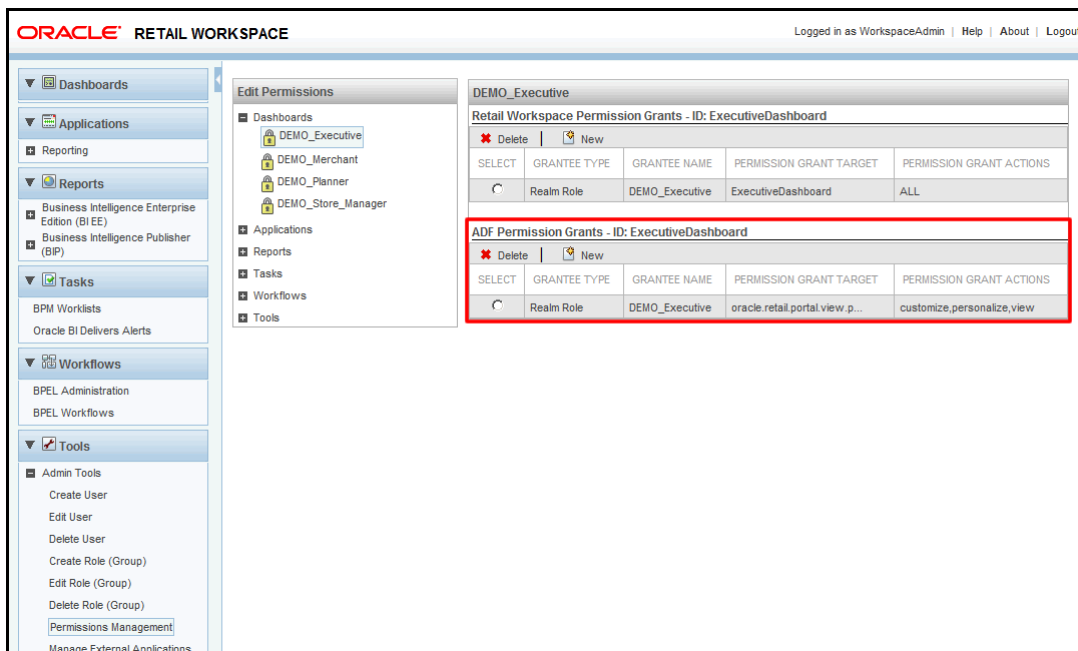 ORACLE RETAIL WORKSPACE
Logged in as WorkspaceAdmin | Help | About | Logout
Dashboards
Applications
Reporting
Reports
Business Intelligence Enterprise
Edition (BI EE)
Business Intelligence Publisher
(BIP)
Tasks
BPM Worklists
Oracle BI Delivers Alerts
Workflows
BPEL Administration
BPEL Workflows
Tools
Admin Tools
Create User
Edit User
Delete User
Create Role (Group)
Edit Role (Group)
Delete Role (Group)
Permissions Management
Manage External Applications
Edit Permissions
Dashboards
DEMO_Executive
DEMO_Merchant
DEMO_Planner
DEMO_Store_Manager
Applications
Reports
Tasks
Workflows
Tools
DEMO_Executive
Retail Workspace Permission Grants - ID: ExecutiveDashboard
Delete | New
SELECT GRANTEE TYPE GRANTEE NAME PERMISSION GRANT TARGET PERMISSION GRANT ACTIONS
Realm Role DEMO_Executive ExecutiveDashboard ALL
ADF Permission Grants - ID: ExecutiveDashboard
Delete | New
SELECT GRANTEE TYPE GRANTEE NAME PERMISSION GRANT TARGET PERMISSION GRANT ACTIONS
Realm Role DEMO_Executive oracle.retail.portal.view.p... customize,personalize,view